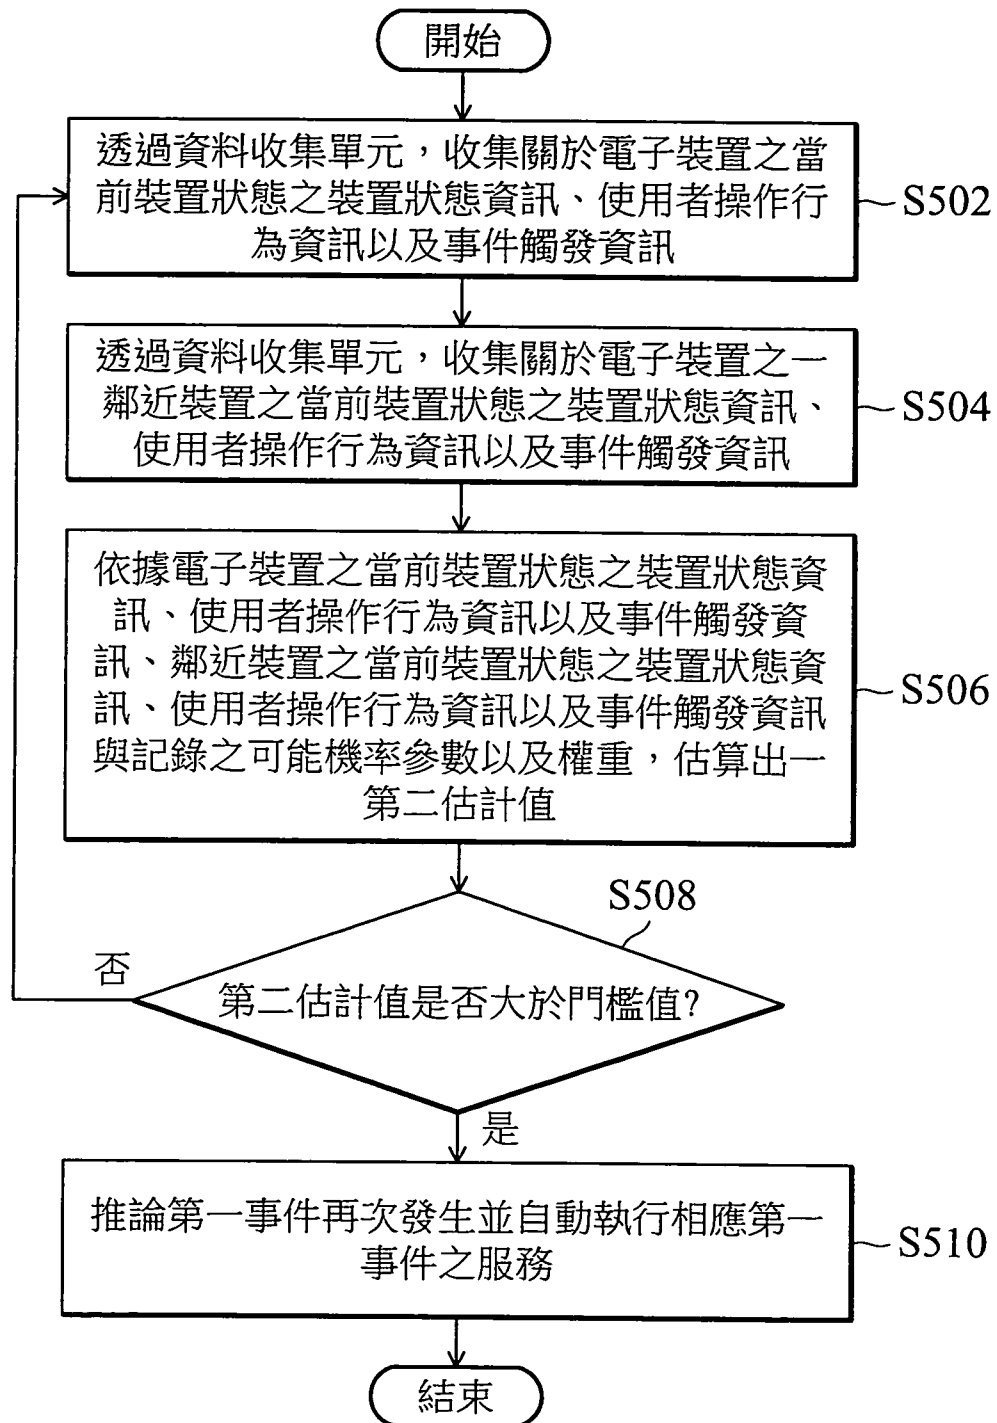 開始
透過資料收集單元，收集關於電子裝置之當
前裝置狀態之裝置狀態資訊、使用者操作行
為資訊以及事件觸發資訊
S502
透過資料收集單元，收集關於電子裝置之一
鄰近裝置之當前裝置狀態之裝置狀態資訊、
使用者操作行為資訊以及事件觸發資訊
S504
依據電子裝置之當前裝置狀態之裝置狀態資
訊、使用者操作行為資訊以及事件觸發資
訊、鄰近裝置之當前裝置狀態之裝置狀態資
訊、使用者操作行為資訊以及事件觸發資訊
與記錄之可能機率參數以及權重，估算出一
第二估計值
S506
S508
否
第二估計值是否大於門檻值?
是
推論第一事件再次發生並自動執行相應第一
事件之服務
S510
結束